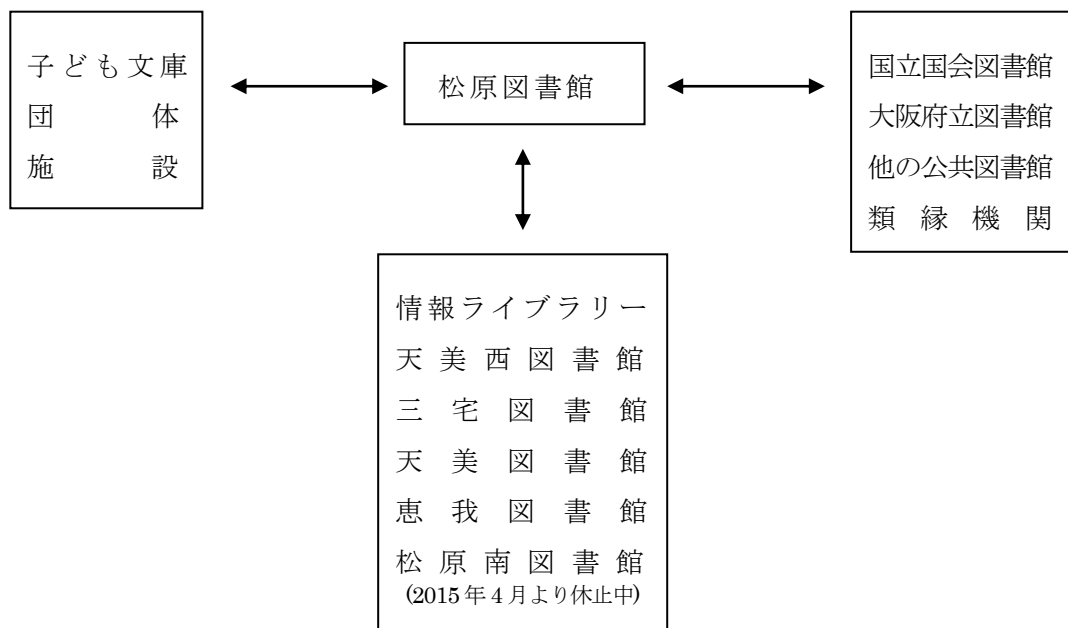 子ども文庫
団体
施設
松原図書館
国立国会図書館
大阪府立図書館
他の公共図書館
類縁機関
情報ライブラリー
天美西図書館
三宅図書館
天美図書館
恵我図書館
松原南図書館
(2015年4月より休止中)